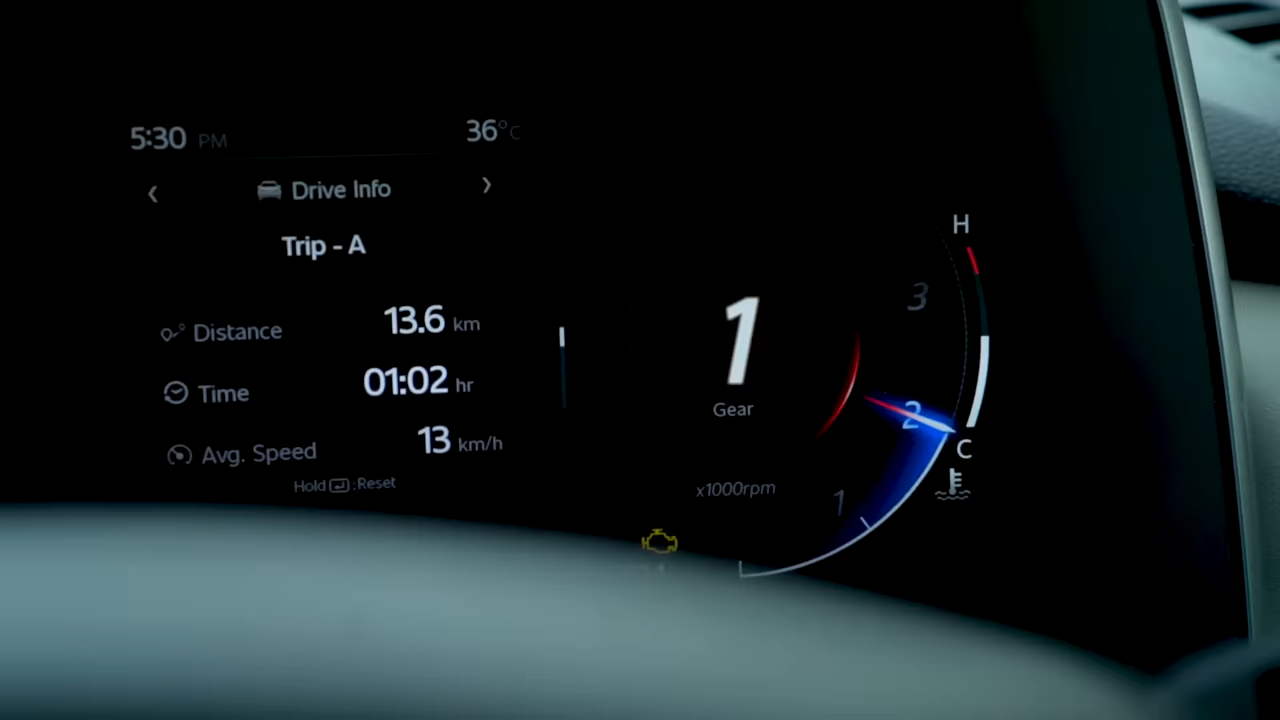 5:30 PM 36°C
‹ Drive Info ›
Trip - A
Distance 13.6 km
Time 01:02 hr
Avg. Speed 13 km/h
Hold :Reset
H
3
1
Gear
2
C
x1000rpm
1